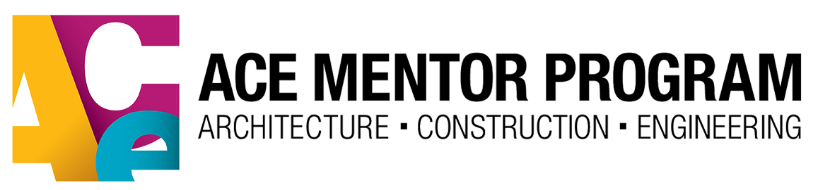 ACe
ACE MENTOR PROGRAM
ARCHITECTURE ▪ CONSTRUCTION ▪ ENGINEERING